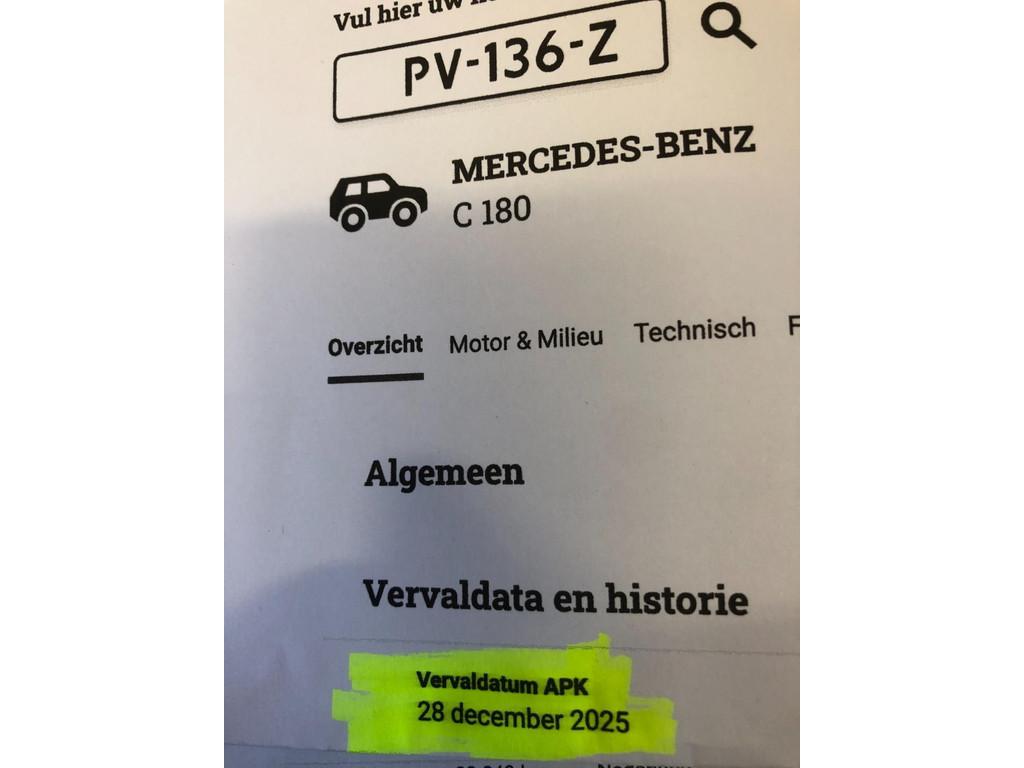 Vul hier uw
PV-136-Z
MERCEDES-BENZ
C 180
Overzicht Motor & Milieu Technisch F
Algemeen
Vervaldata en historie
Vervaldatum APK
28 december 2025